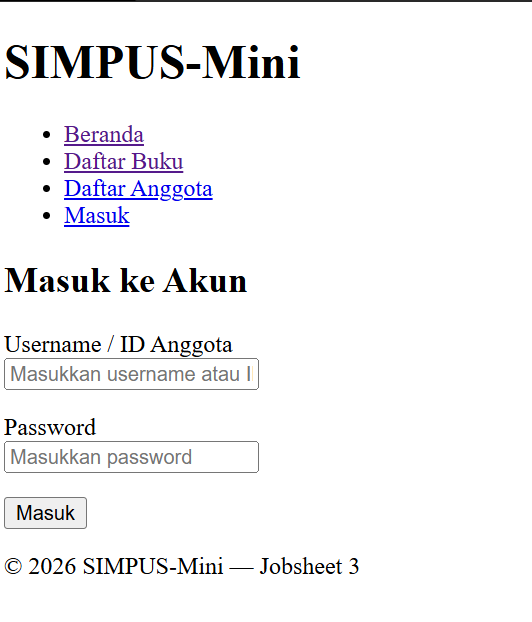 SIMPUS-Mini
Beranda
Daftar Buku
Daftar Anggota
Masuk
Masuk ke Akun
Username / ID Anggota
Masukkan username atau I
Password
Masukkan password
Masuk
© 2026 SIMPUS-Mini — Jobsheet 3